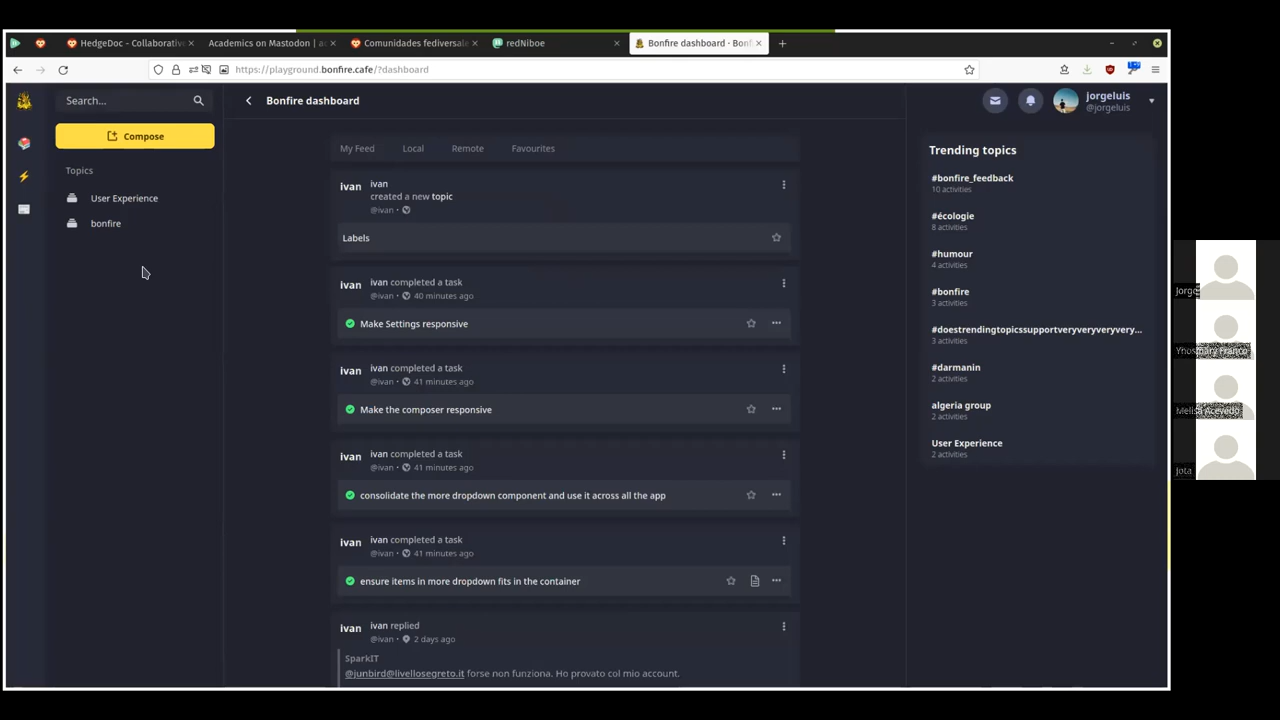 HedgeDoc - Collaborative
Academics on Mastodon | a
Comunidades fediversale
redNiboe
Bonfire dashboard · Bonf
https://playground.bonfire.cafe/?dashboard
Search...
Compose
Topics
User Experience
bonfire
Bonfire dashboard
My Feed Local Remote Favourites
ivan ivan
created a new topic
@ivan •
Labels
ivan ivan completed a task
@ivan • 40 minutes ago
Make Settings responsive
ivan ivan completed a task
@ivan • 41 minutes ago
Make the composer responsive
ivan ivan completed a task
@ivan • 41 minutes ago
consolidate the more dropdown component and use it across all the app
ivan ivan completed a task
@ivan • 41 minutes ago
ensure items in more dropdown fits in the container
ivan ivan replied
@ivan • 2 days ago
SparkIT
@junbird@livellosegreto.it forse non funziona. Ho provato col mio account.
jorgeluis
@jorgeluis
Trending topics
#bonfire_feedback
10 activities
#écologie
8 activities
#humour
4 activities
#bonfire
3 activities
#doestrendingtopicssupportveryveryveryvery...
3 activities
#darmanin
2 activities
algeria group
2 activities
User Experience
2 activities
Jorge
Yhosmary Franco
Melisa Acevedo
jota